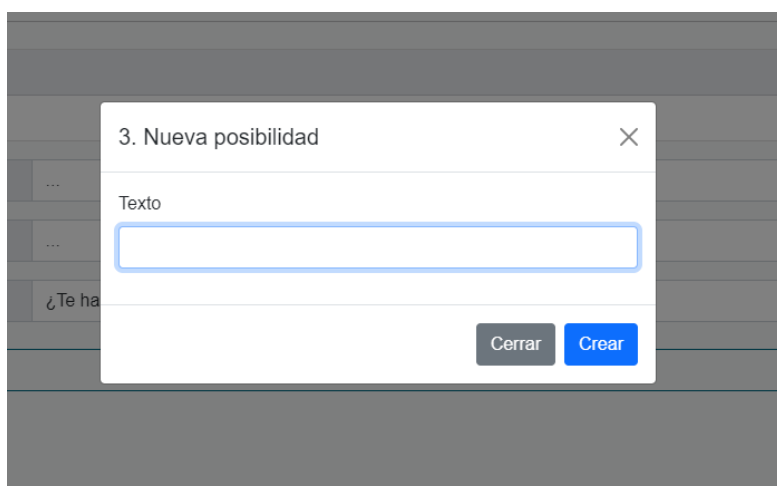 3. Nueva posibilidad
...
Texto
...
¿Te ha
Cerrar Crear